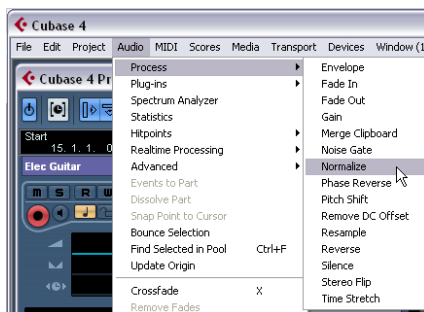 Cubase 4
File Edit Project Audio MIDI Scores Media Transport Devices Window (1
Cubase 4 Pr
Start
15. 1. 1. 0
Elec Guitar
M S R W
Process
Plug-ins
Spectrum Analyzer
Statistics
Hitpoints
Realtime Processing
Advanced
Events to Part
Dissolve Part
Snap Point to Cursor
Bounce Selection
Find Selected in Pool Ctrl+F
Update Origin
Crossfade X
Remove Fades
Envelope
Fade In
Fade Out
Gain
Merge Clipboard
Noise Gate
Normalize
Phase Reverse
Pitch Shift
Remove DC Offset
Resample
Reverse
Silence
Stereo Flip
Time Stretch